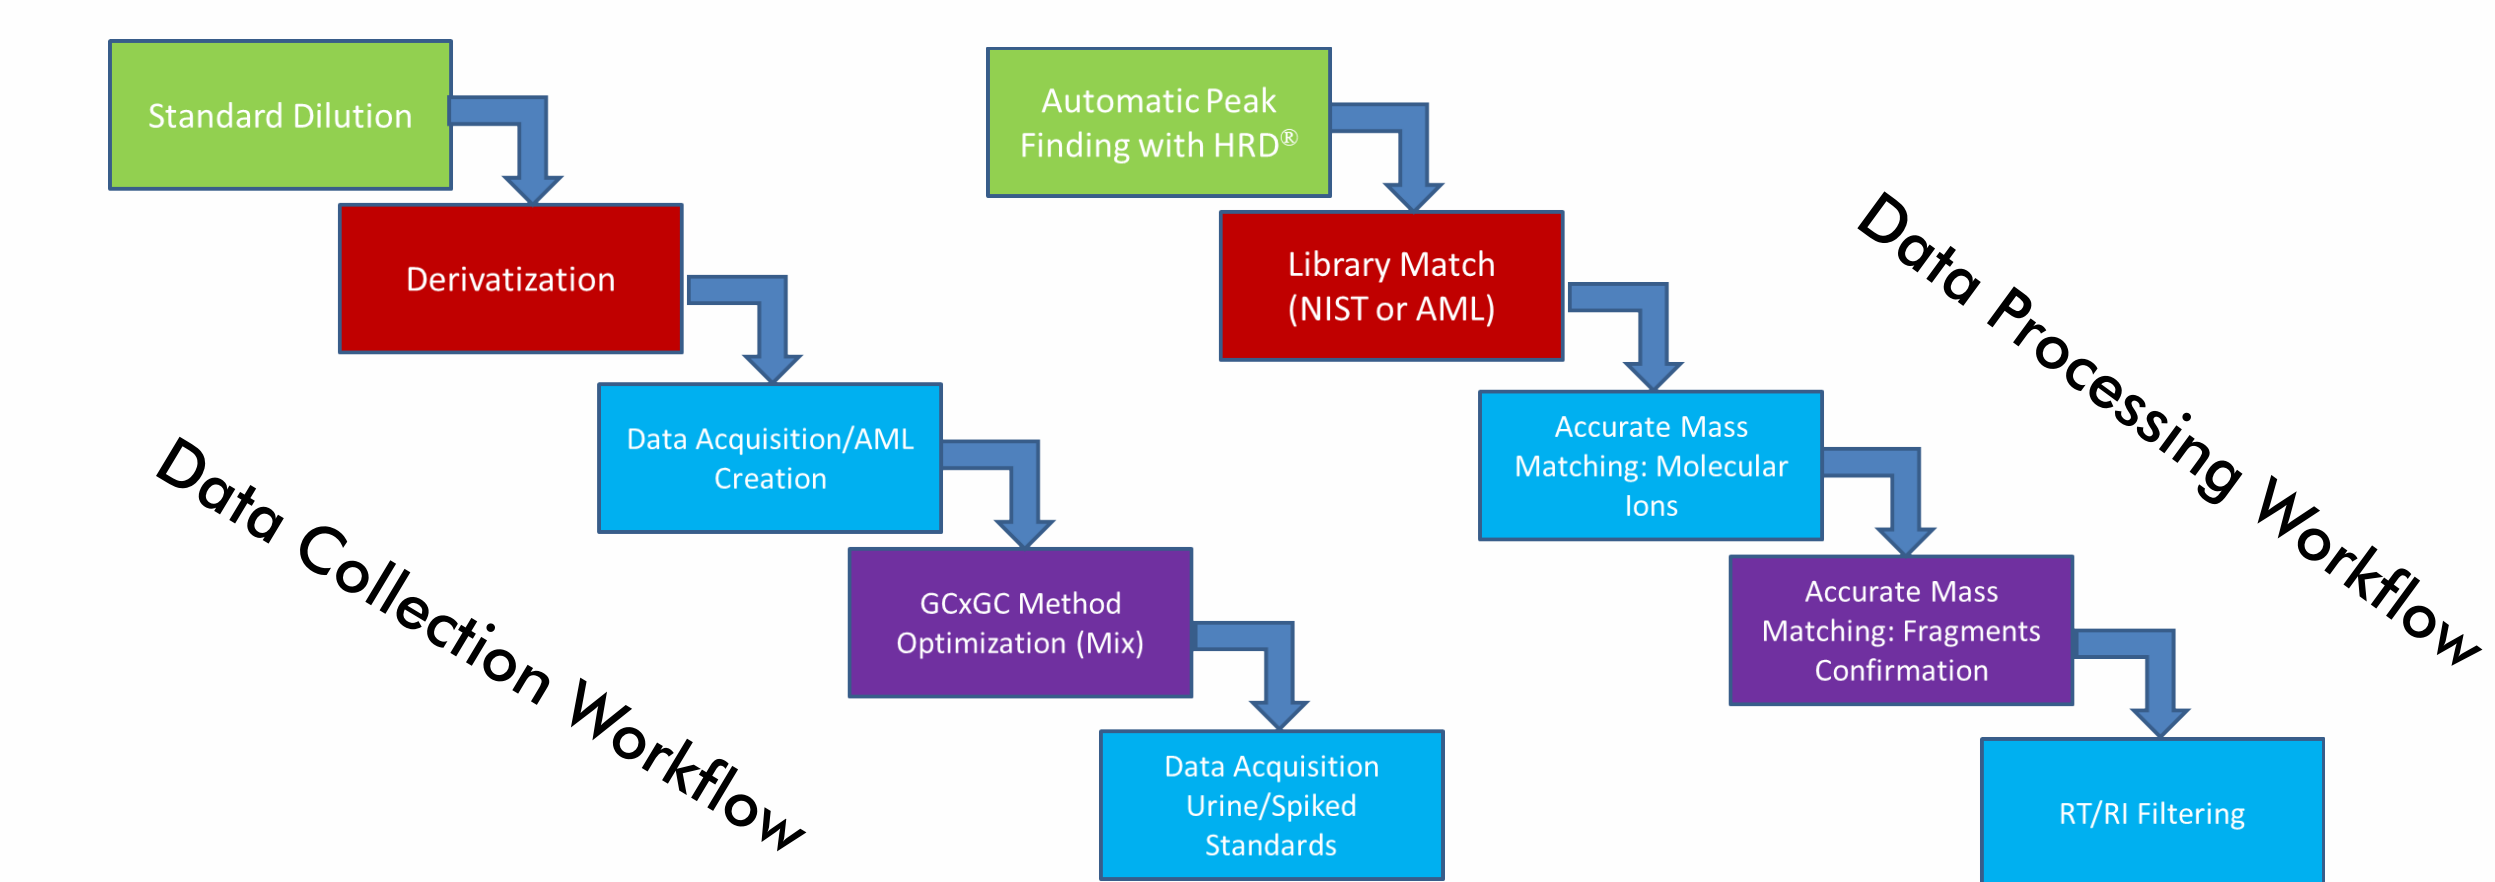 Standard Dilution
Derivatization
Data Acquisition/AML
Creation
GCxGC Method
Optimization (Mix)
Data Acquisition
Urine/Spiked
Standards
Data Collection Workflow
Automatic Peak
Finding with HRD®
Library Match
(NIST or AML)
Accurate Mass
Matching: Molecular
Ions
Accurate Mass
Matching: Fragments
Confirmation
RT/RI Filtering
Data Processing Workflow